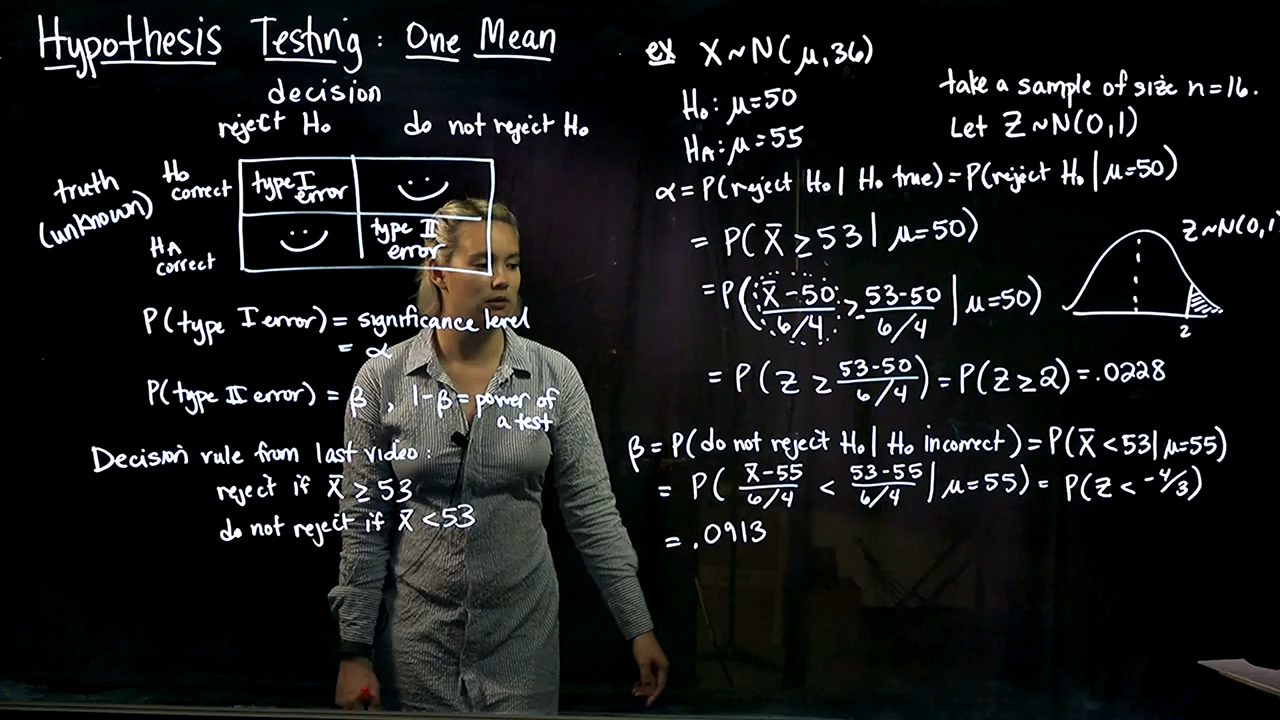 Hypothesis Testing: One Mean
decision
reject H₀ do not reject H₀
truth
(unknown)
H₀
correct
type I
error
HA
correct
type II
error
P(type I error) = significance level
= α
P(type II error) = β, 1-β = power of
a test
Decision rule from last video:
reject if X̄ ≥ 53
do not reject if X̄ < 53
ex X~N(μ,36)
H₀: μ=50
HA: μ=55
take a sample of size n=16.
Let Z~N(0,1)
α = P(reject H₀ | H₀ true) = P(reject H₀ | μ=50)
= P(X̄ ≥ 53 | μ=50)
= P( (X̄-50)/(6/4) ≥ (53-50)/(6/4) | μ=50)
= P( Z ≥ (53-50)/(6/4) ) = P(Z ≥ 2) = .0228
Z~N(0,1
2
β = P(do not reject H₀ | H₀ incorrect) = P(X̄ < 53 | μ=55)
= P( (X̄-55)/(6/4) < (53-55)/(6/4) | μ=55) = P(Z < -4/3)
= .0913